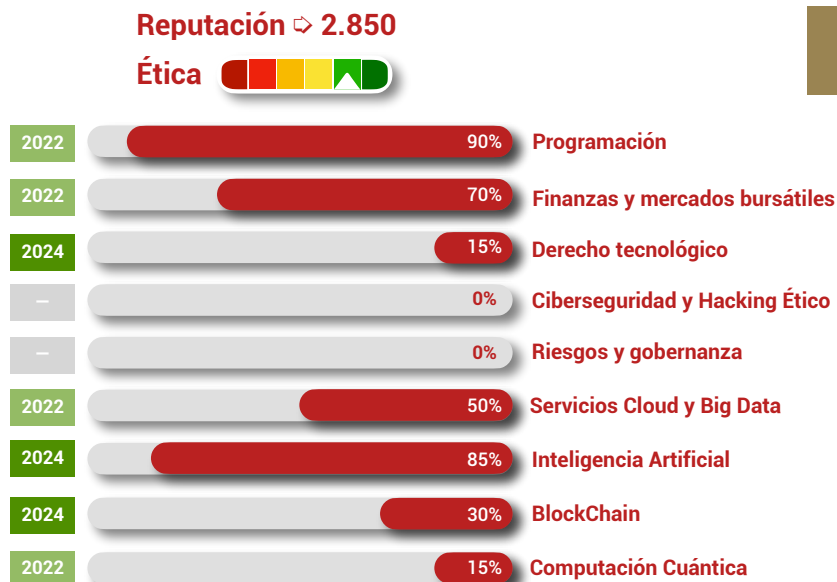 Reputación ➩ 2.850
Ética
2022 90% Programación
2022 70% Finanzas y mercados bursátiles
2024 15% Derecho tecnológico
– 0% Ciberseguridad y Hacking Ético
– 0% Riesgos y gobernanza
2022 50% Servicios Cloud y Big Data
2024 85% Inteligencia Artificial
2024 30% BlockChain
2022 15% Computación Cuántica